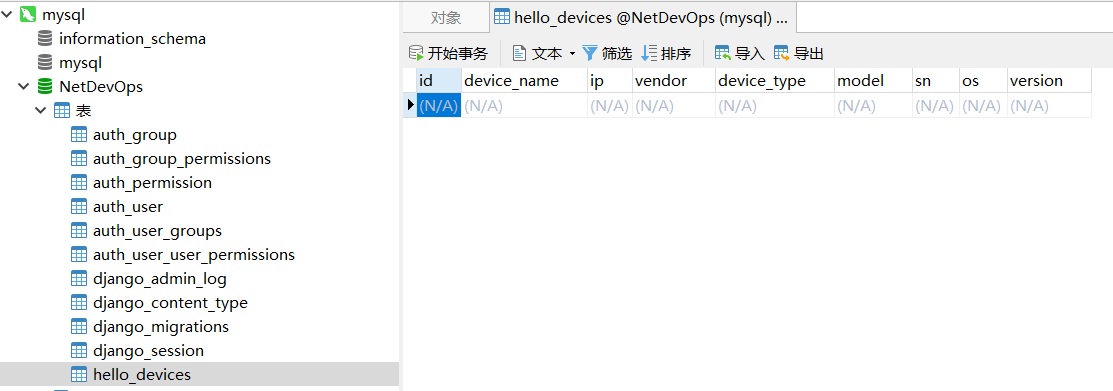 mysql
information_schema
mysql
NetDevOps
表
auth_group
auth_group_permissions
auth_permission
auth_user
auth_user_groups
auth_user_user_permissions
django_admin_log
django_content_type
django_migrations
django_session
hello_devices
对象 hello_devices @NetDevOps (mysql) ...
开始事务 文本 筛选 排序 导入 导出
id device_name ip vendor device_type model sn os version
(N/A) (N/A) (N/A) (N/A) (N/A) (N/A) (N/A) (N/A) (N/A)